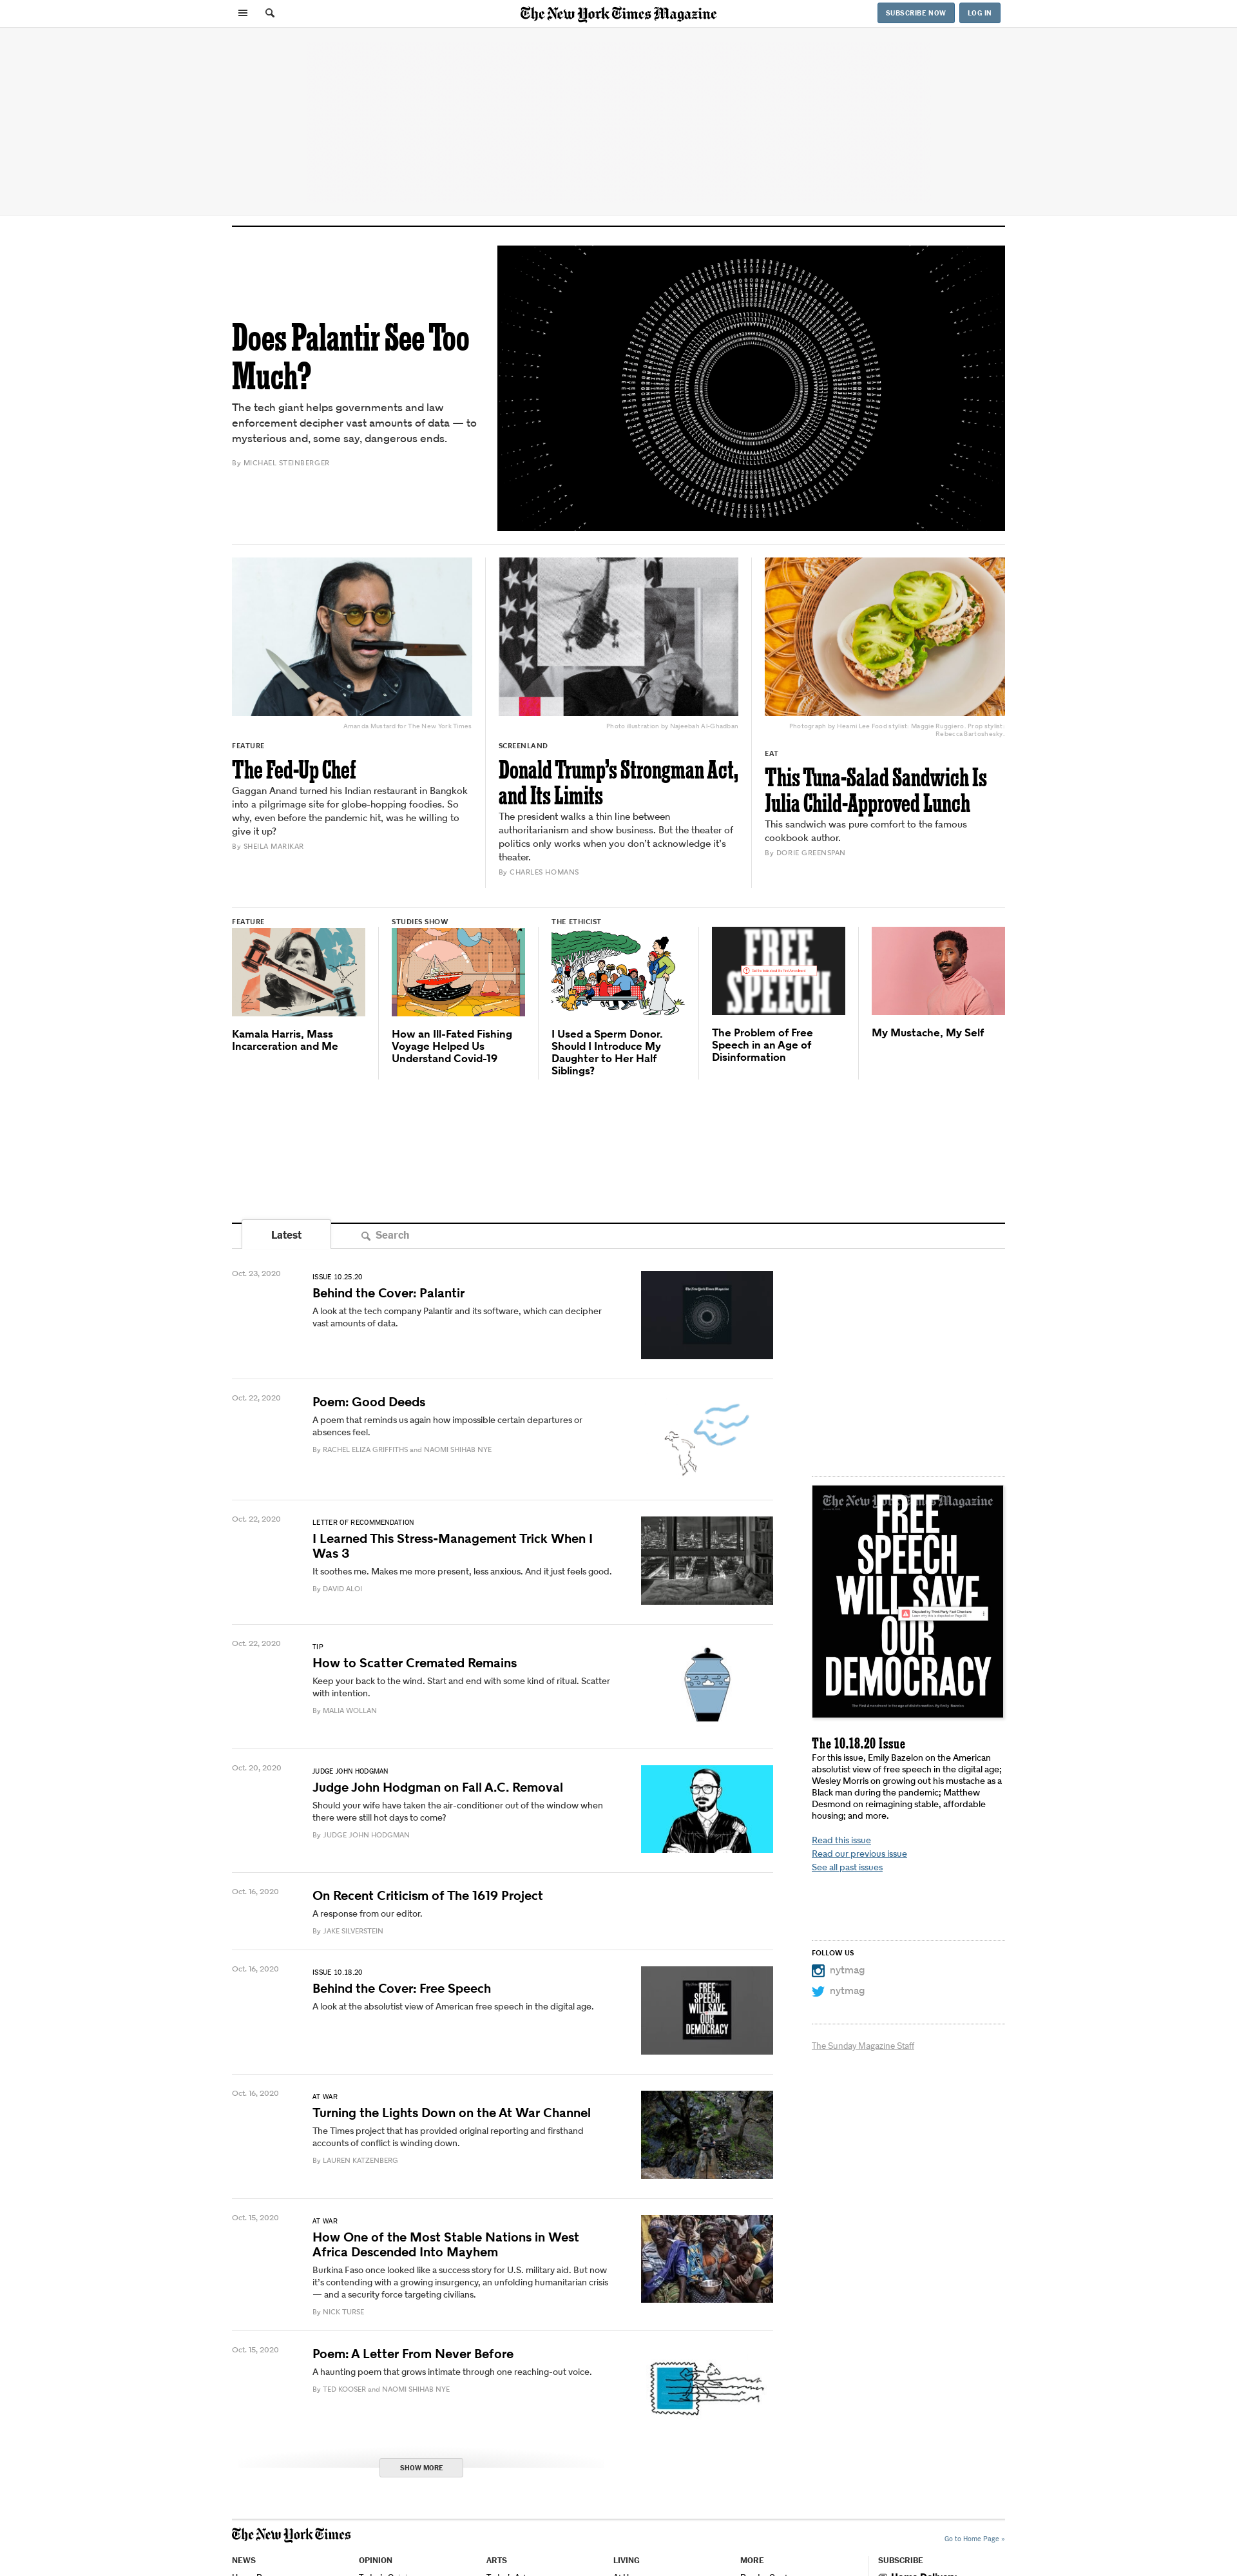 The New York Times Magazine
SUBSCRIBE NOW
LOG IN
Does Palantir See Too
Much?
The tech giant helps governments and law
enforcement decipher vast amounts of data — to
mysterious and, some say, dangerous ends.
By MICHAEL STEINBERGER
Amanda Mustard for The New York Times
FEATURE
The Fed-Up Chef
Gaggan Anand turned his Indian restaurant in Bangkok
into a pilgrimage site for globe-hopping foodies. So
why, even before the pandemic hit, was he willing to
give it up?
By SHEILA MARIKAR
Photo illustration by Najeebah Al-Ghadban
SCREENLAND
Donald Trump's Strongman Act,
and Its Limits
The president walks a thin line between
authoritarianism and show business. But the theater of
politics only works when you don't acknowledge it's
theater.
By CHARLES HOMANS
Photograph by Heami Lee Food stylist: Maggie Ruggiero. Prop stylist:
Rebecca Bartoshesky.
EAT
This Tuna-Salad Sandwich Is
Julia Child-Approved Lunch
This sandwich was pure comfort to the famous
cookbook author.
By DORIE GREENSPAN
FEATURE
Kamala Harris, Mass
Incarceration and Me
STUDIES SHOW
How an Ill-Fated Fishing
Voyage Helped Us
Understand Covid-19
THE ETHICIST
I Used a Sperm Donor.
Should I Introduce My
Daughter to Her Half
Siblings?
FREE
SPEECH
The Problem of Free
Speech in an Age of
Disinformation
My Mustache, My Self
Latest
Search
Oct. 23, 2020
ISSUE 10.25.20
Behind the Cover: Palantir
A look at the tech company Palantir and its software, which can decipher
vast amounts of data.
The New York Times Magazine
Oct. 22, 2020
Poem: Good Deeds
A poem that reminds us again how impossible certain departures or
absences feel.
By RACHEL ELIZA GRIFFITHS and NAOMI SHIHAB NYE
Oct. 22, 2020
LETTER OF RECOMMENDATION
I Learned This Stress-Management Trick When I
Was 3
It soothes me. Makes me more present, less anxious. And it just feels good.
By DAVID ALOI
Oct. 22, 2020
TIP
How to Scatter Cremated Remains
Keep your back to the wind. Start and end with some kind of ritual. Scatter
with intention.
By MALIA WOLLAN
Oct. 20, 2020
JUDGE JOHN HODGMAN
Judge John Hodgman on Fall A.C. Removal
Should your wife have taken the air-conditioner out of the window when
there were still hot days to come?
By JUDGE JOHN HODGMAN
Oct. 16, 2020
On Recent Criticism of The 1619 Project
A response from our editor.
By JAKE SILVERSTEIN
Oct. 16, 2020
ISSUE 10.18.20
Behind the Cover: Free Speech
A look at the absolutist view of American free speech in the digital age.
FREE
SPEECH
WILL SAVE
OUR
DEMOCRACY
Oct. 16, 2020
AT WAR
Turning the Lights Down on the At War Channel
The Times project that has provided original reporting and firsthand
accounts of conflict is winding down.
By LAUREN KATZENBERG
Oct. 15, 2020
AT WAR
How One of the Most Stable Nations in West
Africa Descended Into Mayhem
Burkina Faso once looked like a success story for U.S. military aid. But now
it's contending with a growing insurgency, an unfolding humanitarian crisis
— and a security force targeting civilians.
By NICK TURSE
Oct. 15, 2020
Poem: A Letter From Never Before
A haunting poem that grows intimate through one reaching-out voice.
By TED KOOSER and NAOMI SHIHAB NYE
SHOW MORE
The New York Times Magazine
FREE
SPEECH
WILL SAVE
OUR
DEMOCRACY
Disputed by Third-Party Fact-Checkers
The First Amendment in the age of disinformation. By Emily Bazelon
The 10.18.20 Issue
For this issue, Emily Bazelon on the American
absolutist view of free speech in the digital age;
Wesley Morris on growing out his mustache as a
Black man during the pandemic; Matthew
Desmond on reimagining stable, affordable
housing; and more.
Read this issue
Read our previous issue
See all past issues
FOLLOW US
nytmag
nytmag
The Sunday Magazine Staff
The New York Times
Go to Home Page »
NEWS
OPINION
ARTS
LIVING
MORE
SUBSCRIBE